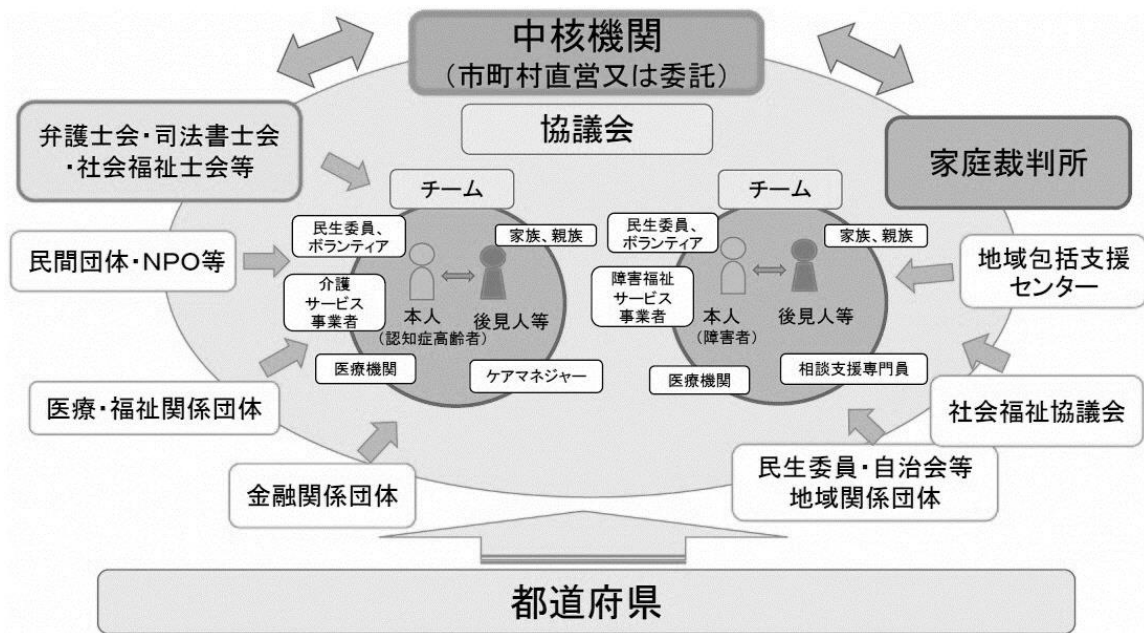 中核機関
(市町村直営又は委託)
協議会
弁護士会・司法書士会
・社会福祉士会等
家庭裁判所
民間団体・NPO等
医療・福祉関係団体
金融関係団体
地域包括支援
センター
社会福祉協議会
民生委員・自治会等
地域関係団体
チーム
民生委員、
ボランティア
家族、親族
介護
サービス
事業者
本人
(認知症高齢者)
後見人等
医療機関
ケアマネジャー
チーム
民生委員、
ボランティア
家族、親族
障害福祉
サービス
事業者
本人
(障害者)
後見人等
医療機関
相談支援専門員
都道府県